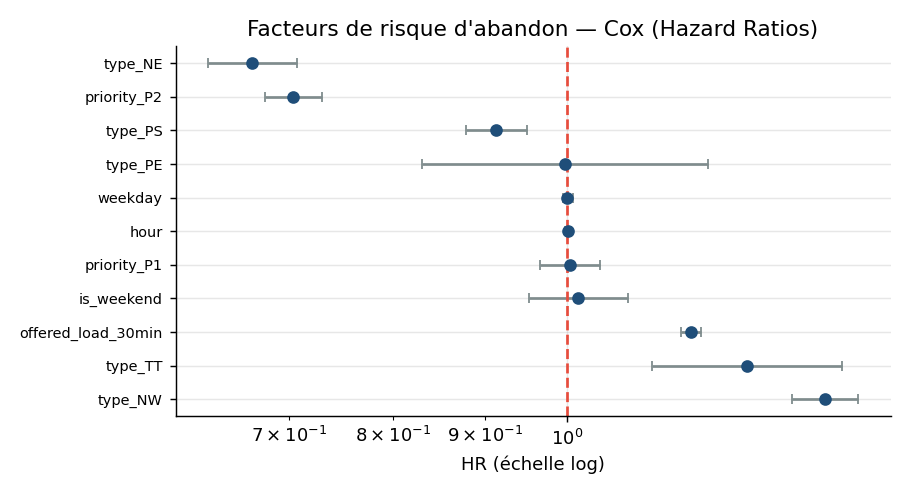 Facteurs de risque d'abandon — Cox (Hazard Ratios)
type_NE
priority_P2
type_PS
type_PE
weekday
hour
priority_P1
is_weekend
offered_load_30min
type_TT
type_NW
7 × 10⁻¹ 8 × 10⁻¹ 9 × 10⁻¹ 10⁰
HR (échelle log)